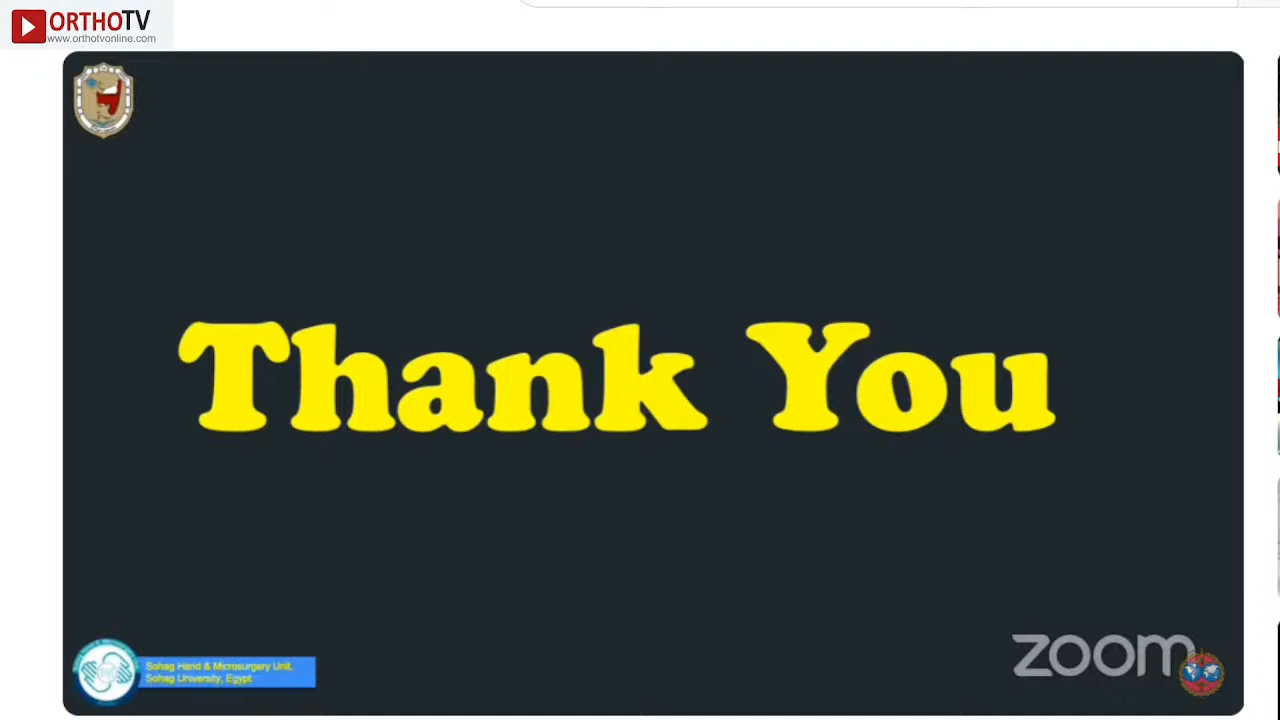 ORTHOTV
www.orthotvonline.com
Thank You
Sohag Hand & Microsurgery Unit,
Sohag University, Egypt
zoom